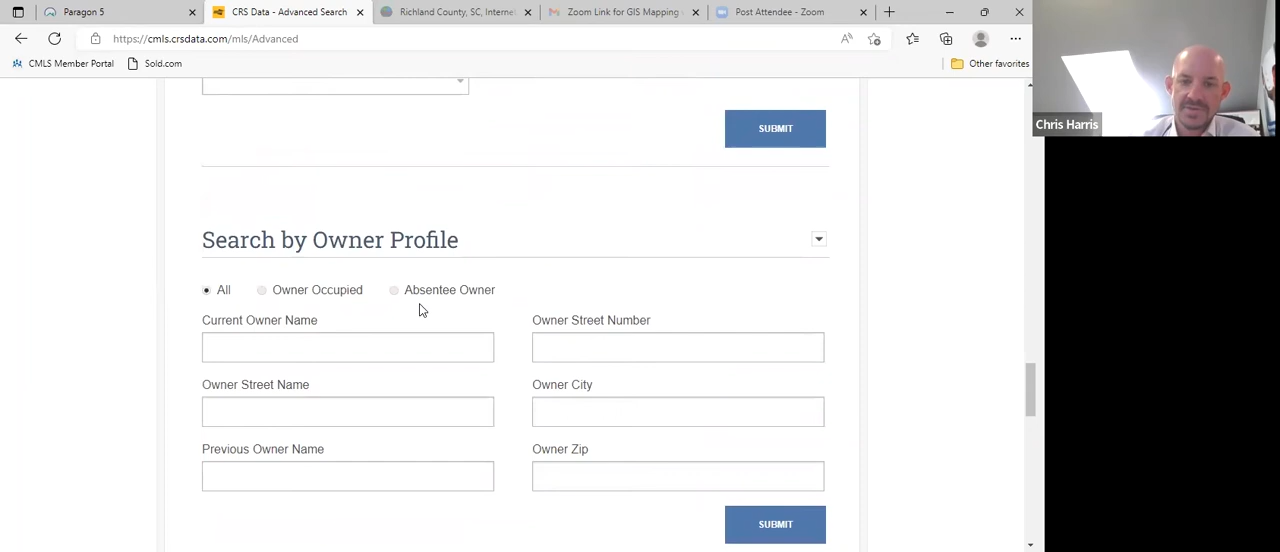 Paragon 5
CRS Data - Advanced Search
Richland County, SC, Internet
Zoom Link for GIS Mapping
Post Attendee - Zoom
https://cmls.crsdata.com/mls/Advanced
CMLS Member Portal
Sold.com
Other favorites
Chris Harris
SUBMIT
Search by Owner Profile
All
Owner Occupied
Absentee Owner
Current Owner Name
Owner Street Number
Owner Street Name
Owner City
Previous Owner Name
Owner Zip
SUBMIT